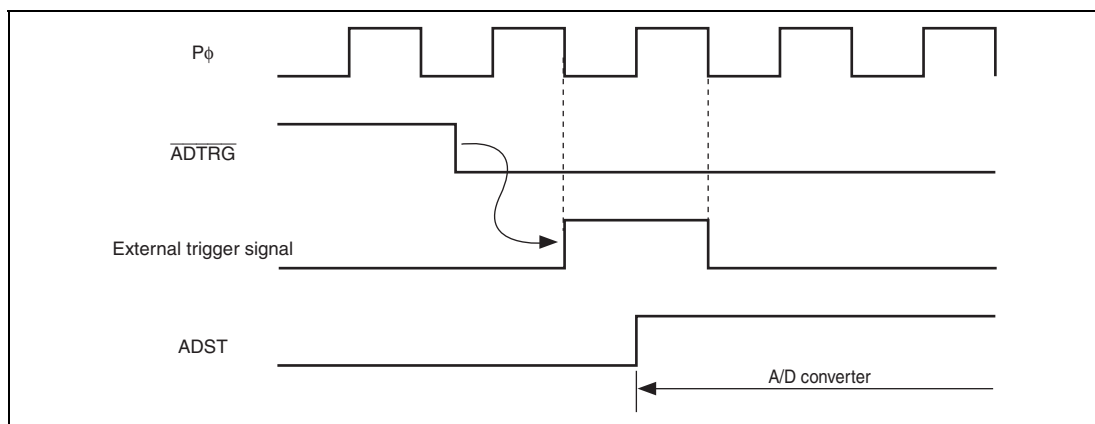 Pϕ
ADTRG
External trigger signal
ADST
A/D converter